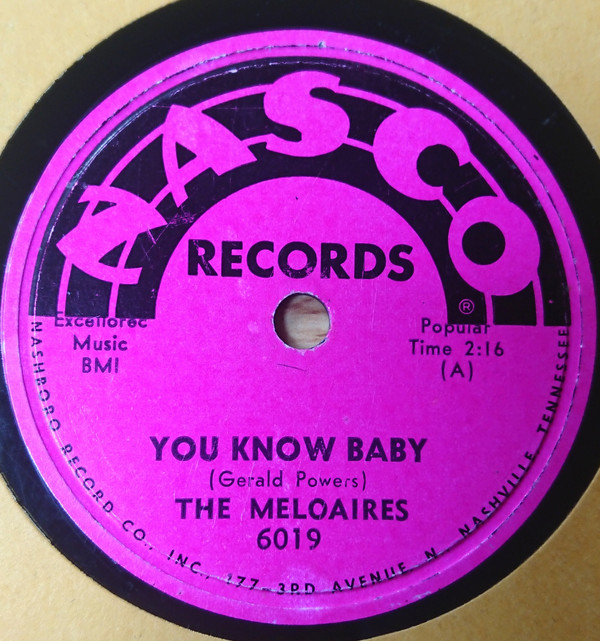 NASCO
RECORDS
®
Excellorec
Music
BMI
Popular
Time 2:16
(A)
YOU KNOW BABY
(Gerald Powers)
THE MELOAIRES
6019
NASHBORO RECORD CO., INC., 177-3RD AVENUE N. NASHVILLE TENNESSEE